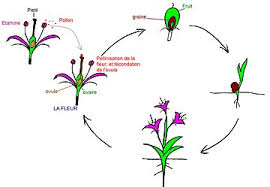 Pistil
Etamine
Pollen
Pollinisation de la
fleur, et fécondation
de l'ovule
ovule
ovaire
LA FLEUR
graine
fruit